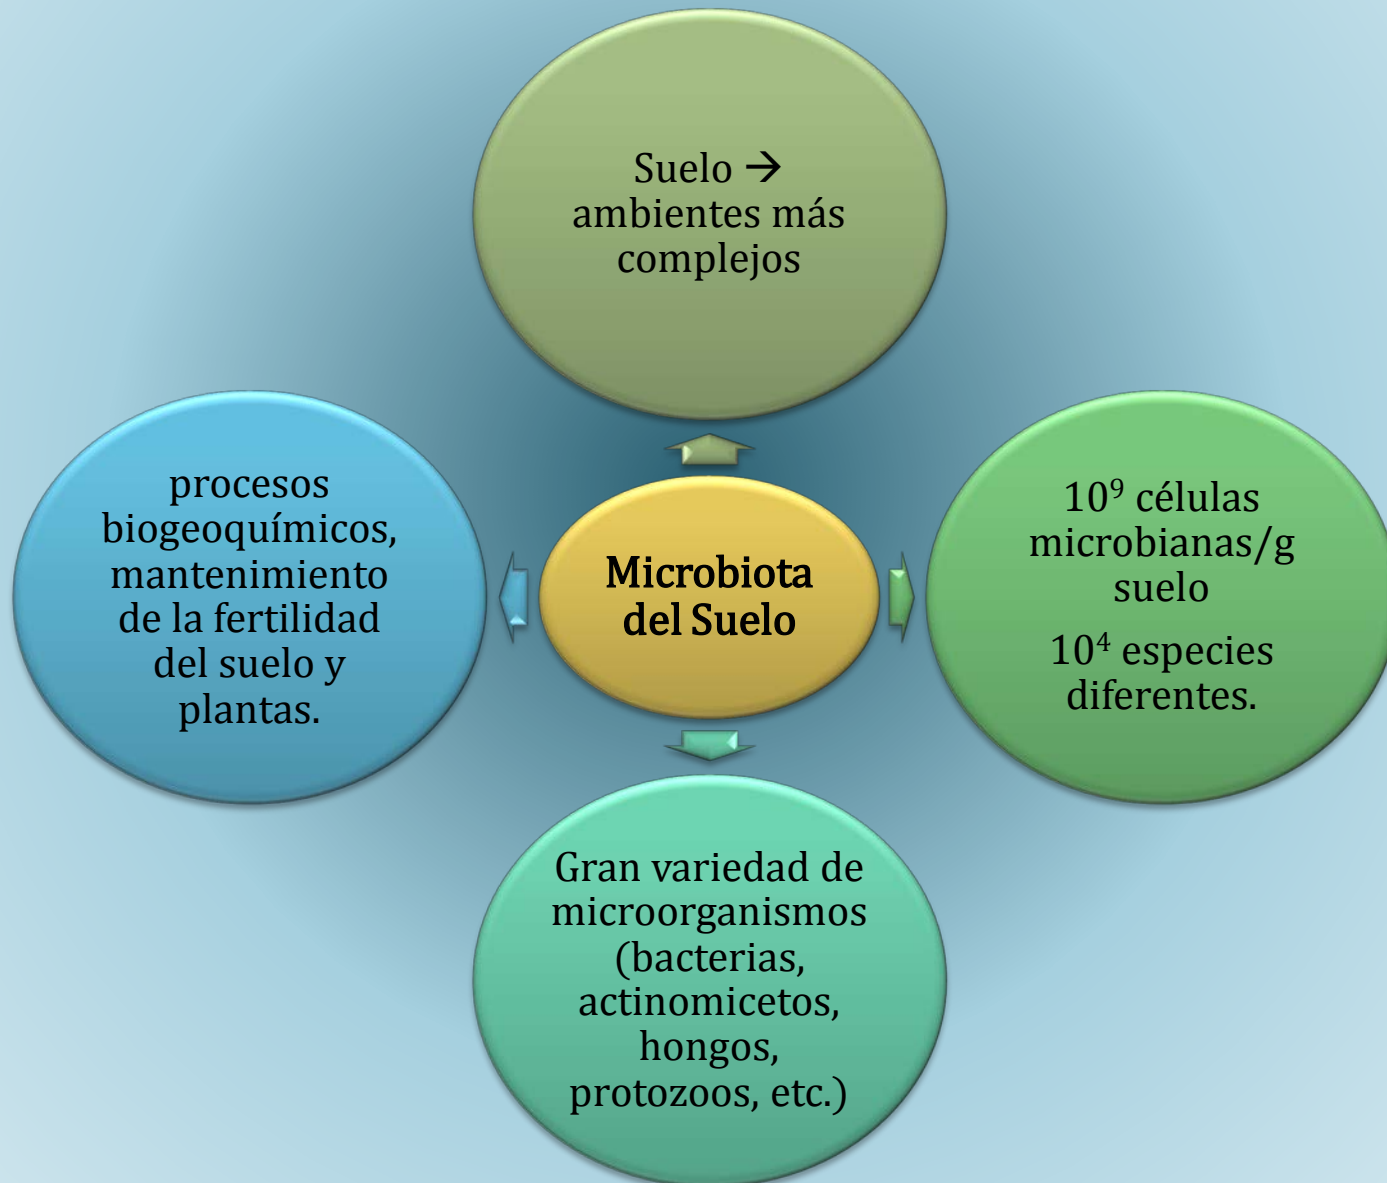 Suelo →
ambientes más
complejos
procesos
biogeoquímicos,
mantenimiento
de la fertilidad
del suelo y
plantas.
Microbiota
del Suelo
10⁹ células
microbianas/g
suelo
10⁴ especies
diferentes.
Gran variedad de
microorganismos
(bacterias,
actinomicetos,
hongos,
protozoos, etc.)